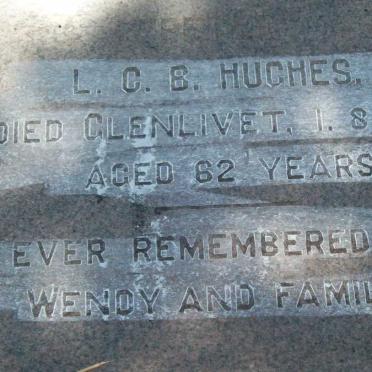 L. C. B. HUGHES.
DIED GLENLIVET, 1. 8
AGED 62 YEARS
EVER REMEMBERED
WENDY AND FAMIL